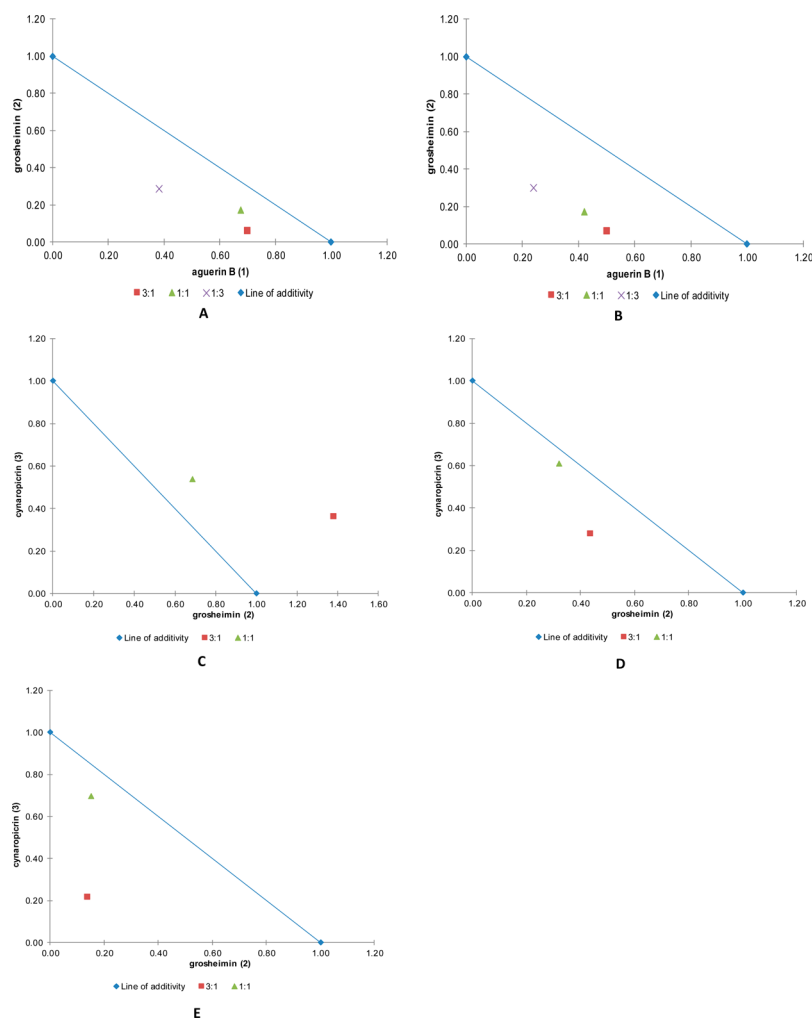 1.20
1.00
0.80
0.60
0.40
0.20
0.00
grosheimin (2)
0.00 0.20 0.40 0.60 0.80 1.00 1.20
aguerin B (1)
3:1 1:1 1:3 Line of additivity
A
1.20
1.00
0.80
0.60
0.40
0.20
0.00
grosheimin (2)
0.00 0.20 0.40 0.60 0.80 1.00 1.20
aguerin B (1)
3:1 1:1 1:3 Line of additivity
B
1.20
1.00
0.80
0.60
0.40
0.20
0.00
cynaropicrin (3)
0.00 0.20 0.40 0.60 0.80 1.00 1.20 1.40 1.60
grosheimin (2)
Line of additivity 3:1 1:1
C
1.20
1.00
0.80
0.60
0.40
0.20
0.00
cynaropicrin (3)
0.00 0.20 0.40 0.60 0.80 1.00 1.20
grosheimin (2)
Line of additivity 3:1 1:1
D
1.20
1.00
0.80
0.60
0.40
0.20
0.00
cynaropicrin (3)
0.00 0.20 0.40 0.60 0.80 1.00 1.20
grosheimin (2)
Line of additivity 3:1 1:1
E